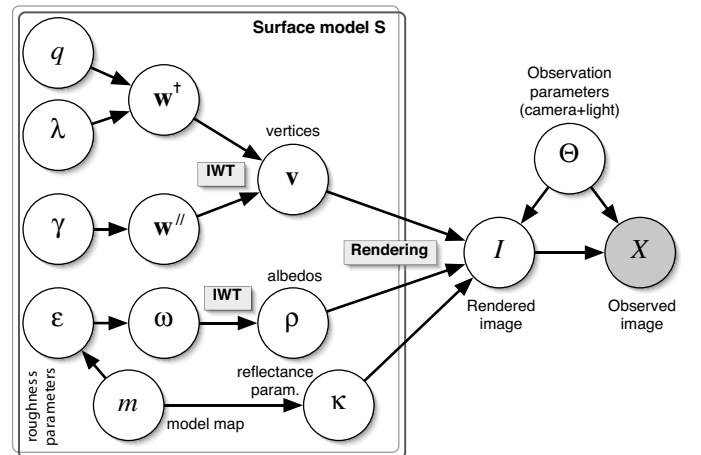 Surface model S
q
λ
w†
vertices
IWT
v
γ
w//
Observation
parameters
(camera+light)
Θ
Rendering
I
X
Rendered
image
Observed
image
albedos
IWT
ε
ω
ρ
reflectance
param.
roughness
parameters
m
model map
κ